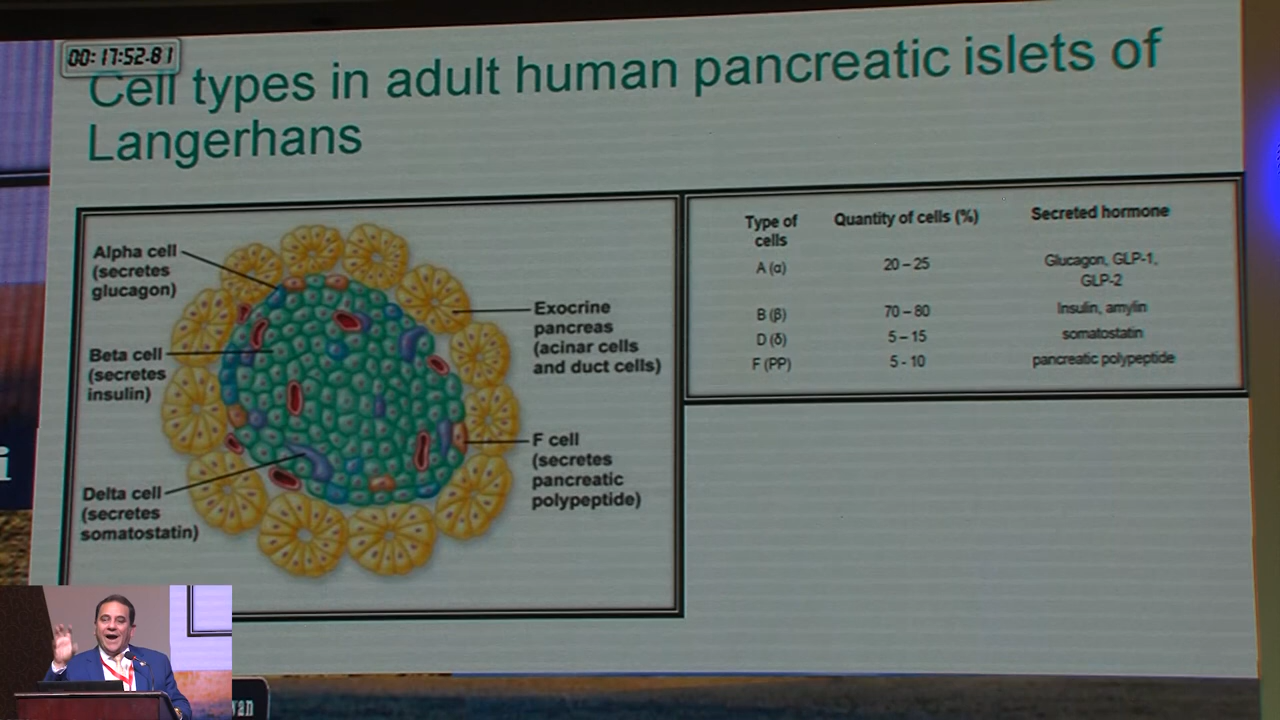 00:17:52.81
Cell types in adult human pancreatic islets of
Langerhans
Alpha cell
(secretes
glucagon)
Beta cell
(secretes
insulin)
Delta cell
(secretes
somatostatin)
Exocrine
pancreas
(acinar cells
and duct cells)
F cell
(secretes
pancreatic
polypeptide)
Type of
cells
Quantity of cells (%)
Secreted hormone
A (α)
20 – 25
Glucagon, GLP-1,
GLP-2
B (β)
70 – 80
Insulin, amylin
D (δ)
5 – 15
somatostatin
F (PP)
5 - 10
pancreatic polypeptide
i